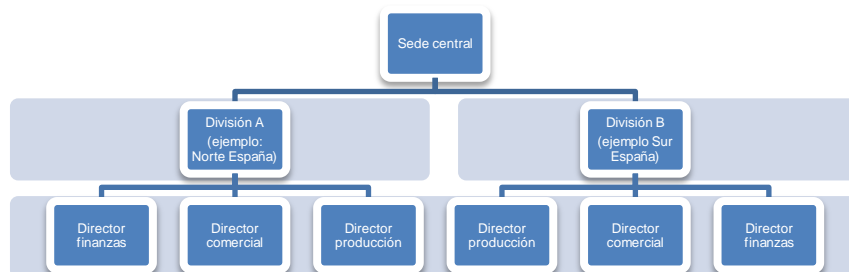 Sede central
División A
(ejemplo:
Norte España)
División B
(ejemplo Sur
España)
Director
finanzas
Director
comercial
Director
producción
Director
producción
Director
comercial
Director
finanzas